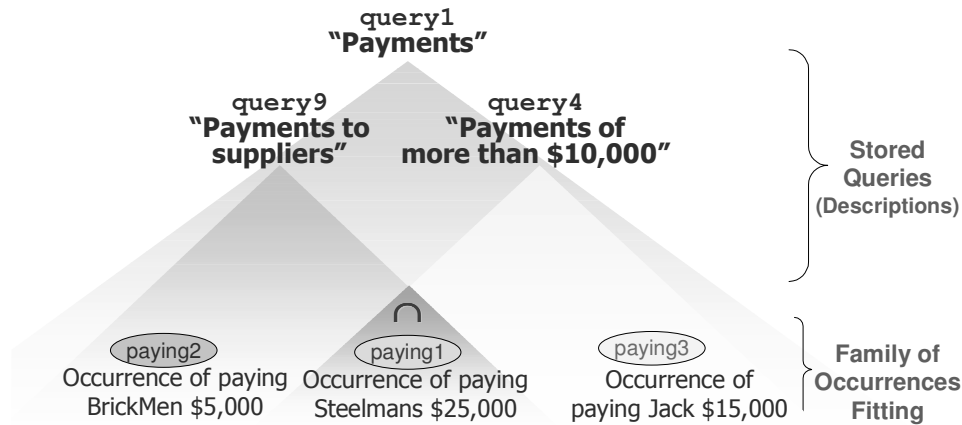 query1
“Payments”
query9
“Payments to
suppliers”
query4
“Payments of
more than $10,000”
Stored
Queries
(Descriptions)
∩
paying2
Occurrence of paying
BrickMen $5,000
paying1
Occurrence of paying
Steelmans $25,000
paying3
Occurrence of
paying Jack $15,000
Family of
Occurrences
Fitting